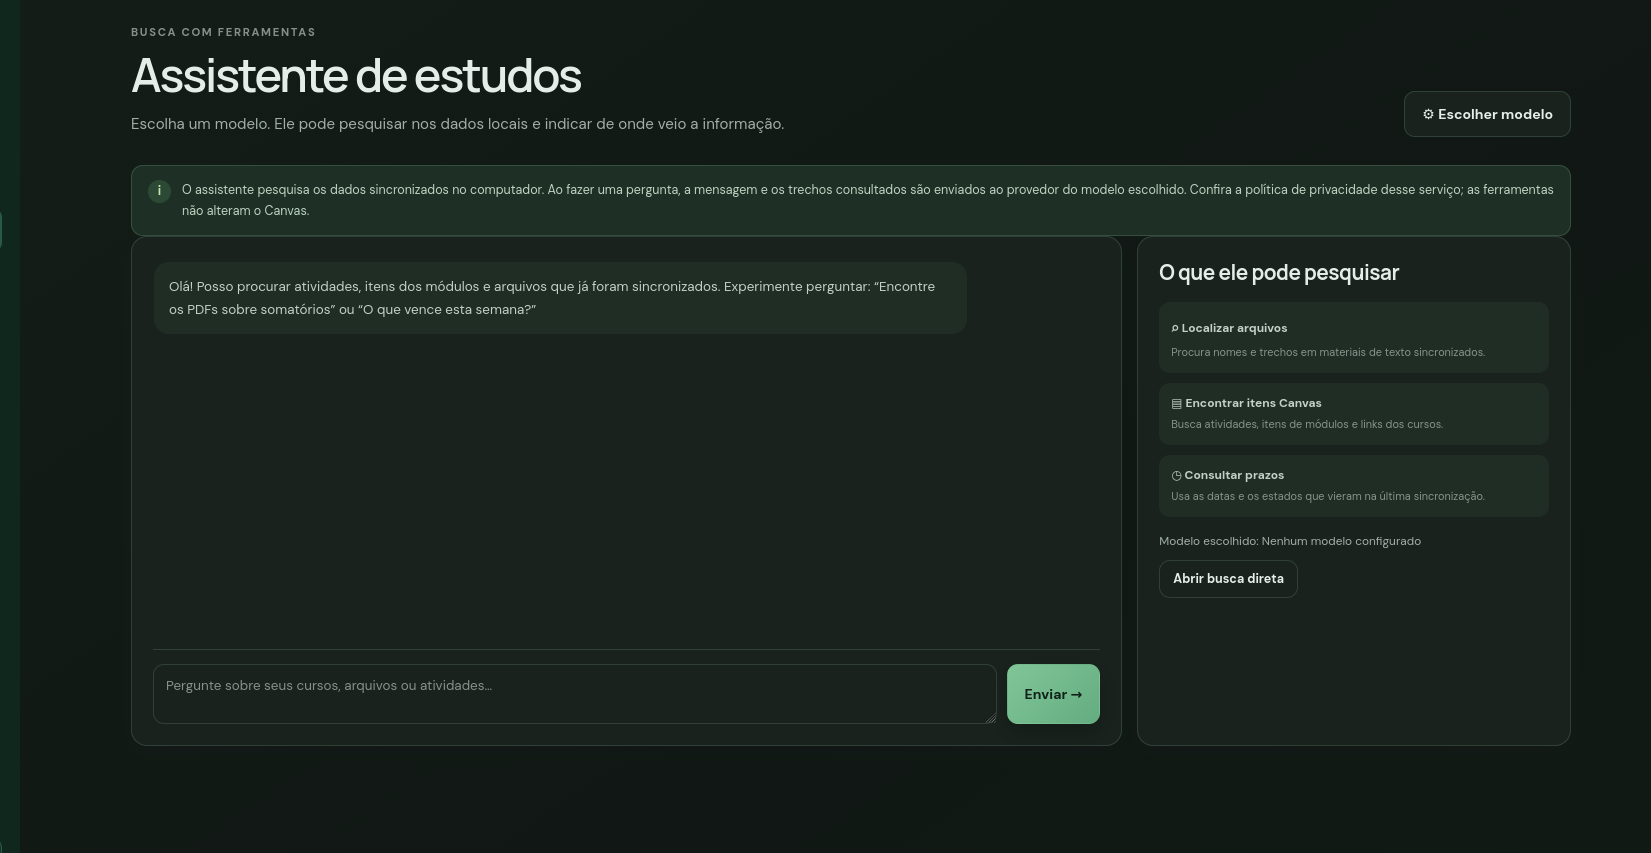 BUSCA COM FERRAMENTAS
Assistente de estudos
Escolha um modelo. Ele pode pesquisar nos dados locais e indicar de onde veio a informação.
⚙ Escolher modelo
i
O assistente pesquisa os dados sincronizados no computador. Ao fazer uma pergunta, a mensagem e os trechos consultados são enviados ao provedor do modelo escolhido. Confira a política de privacidade desse serviço; as ferramentas
não alteram o Canvas.
Olá! Posso procurar atividades, itens dos módulos e arquivos que já foram sincronizados. Experimente perguntar: “Encontre
os PDFs sobre somatórios” ou “O que vence esta semana?”
Pergunte sobre seus cursos, arquivos ou atividades...
Enviar →
O que ele pode pesquisar
⌕ Localizar arquivos
Procura nomes e trechos em materiais de texto sincronizados.
▤ Encontrar itens Canvas
Busca atividades, itens de módulos e links dos cursos.
◷ Consultar prazos
Usa as datas e os estados que vieram na última sincronização.
Modelo escolhido: Nenhum modelo configurado
Abrir busca direta